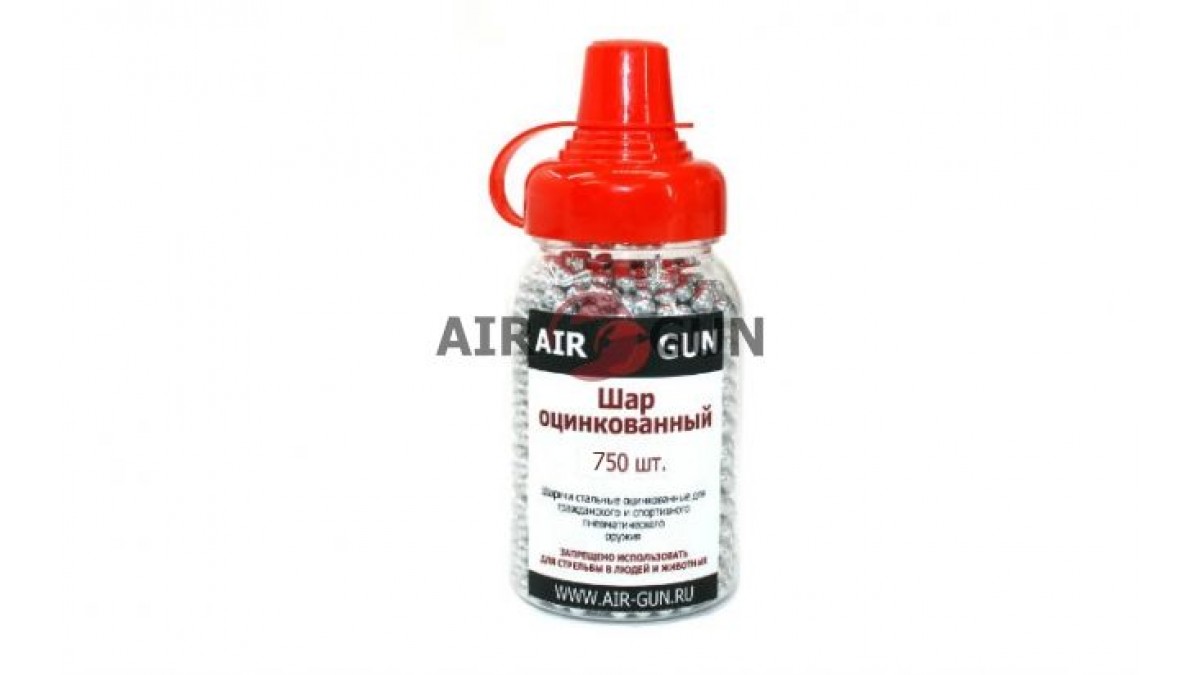 AIR GUN
AIR GUN
Шар
оцинкованный
750 шт.
Шарики стальные оцинкованные для
гражданского и спортивного
пневматического
оружия
ЗАПРЕЩЕНО ИСПОЛЬЗОВАТЬ
ДЛЯ СТРЕЛЬБЫ В ЛЮДЕЙ И ЖИВОТНЫХ
WWW.AIR-GUN.RU